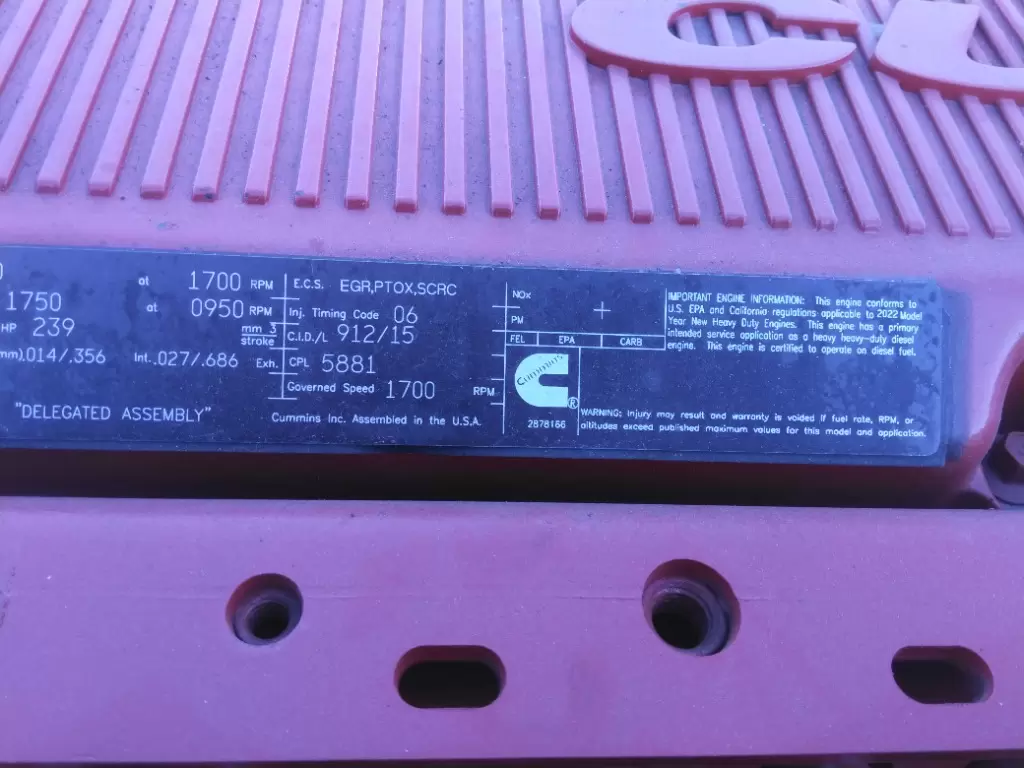 CU
at 1700 RPM
1750 at 0950 RPM
HP 239 mm 3 stroke
mm).014/.356 Int..027/.686 Exh.
"DELEGATED ASSEMBLY"
E.C.S. EGR,PTOX,SCRC
Inj. Timing Code 06
C.I.D./L 912/15
CPL 5881
Governed Speed 1700 RPM
Cummins Inc. Assembled in the U.S.A.
NOx
PM
FEL EPA CARB
Cummins
®
2878166
IMPORTANT ENGINE INFORMATION: This engine conforms to
U.S. EPA and California regulations applicable to 2022 Model
Year New Heavy Duty Engines. This engine has a primary
intended service application as a heavy heavy-duty diesel
engine. This engine is certified to operate on diesel fuel.
WARNING: Injury may result and warranty is voided if fuel rate, RPM, or
altitudes exceed published maximum values for this model and application.